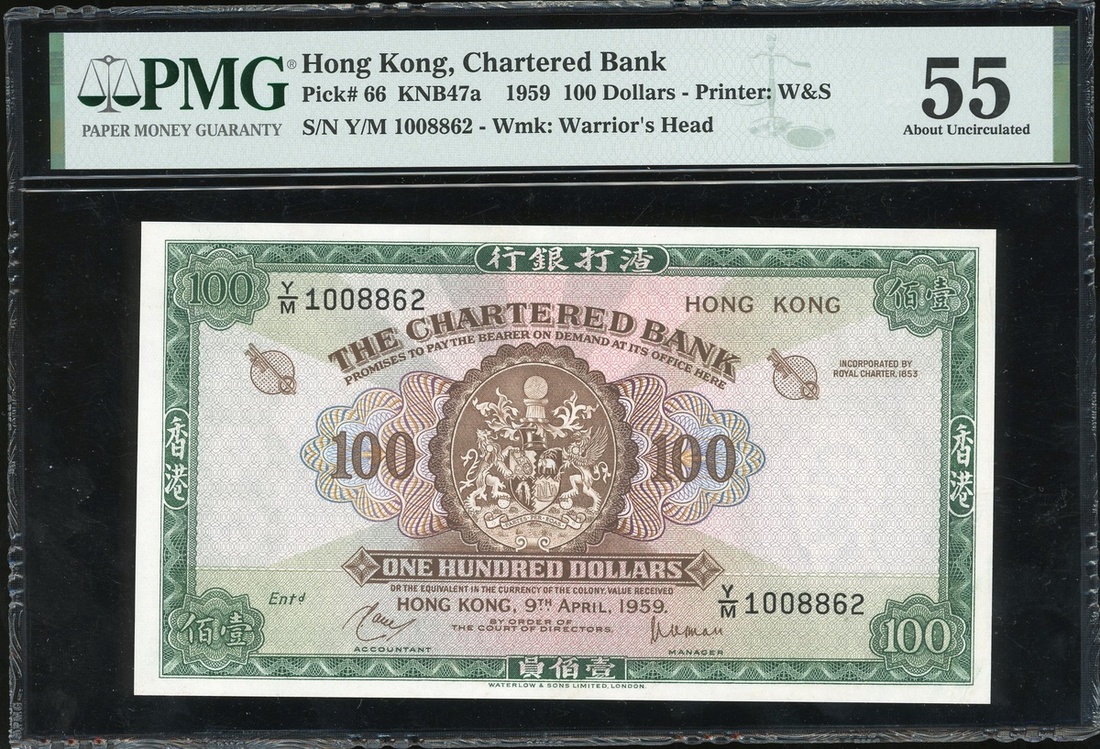 PMG®
PAPER MONEY GUARANTY
Hong Kong, Chartered Bank
Pick# 66 KNB47a 1959 100 Dollars - Printer: W&S
S/N Y/M 1008862 - Wmk: Warrior's Head
55
About Uncirculated
行銀打渣
100
Y/M 1008862
HONG KONG
佰壹
THE CHARTERED BANK
PROMISES TO PAY THE BEARER ON DEMAND AT ITS OFFICE HERE
INCORPORATED BY
ROYAL CHARTER, 1853
香港
100
100
香港
ONE HUNDRED DOLLARS
OR THE EQUIVALENT IN THE CURRENCY OF THE COLONY, VALUE RECEIVED
Entd
HONG KONG, 9TH APRIL, 1959.
Y/M 1008862
BY ORDER OF
THE COURT OF DIRECTORS.
佰壹
100
ACCOUNTANT
MANAGER
員佰壹
WATERLOW & SONS LIMITED, LONDON.